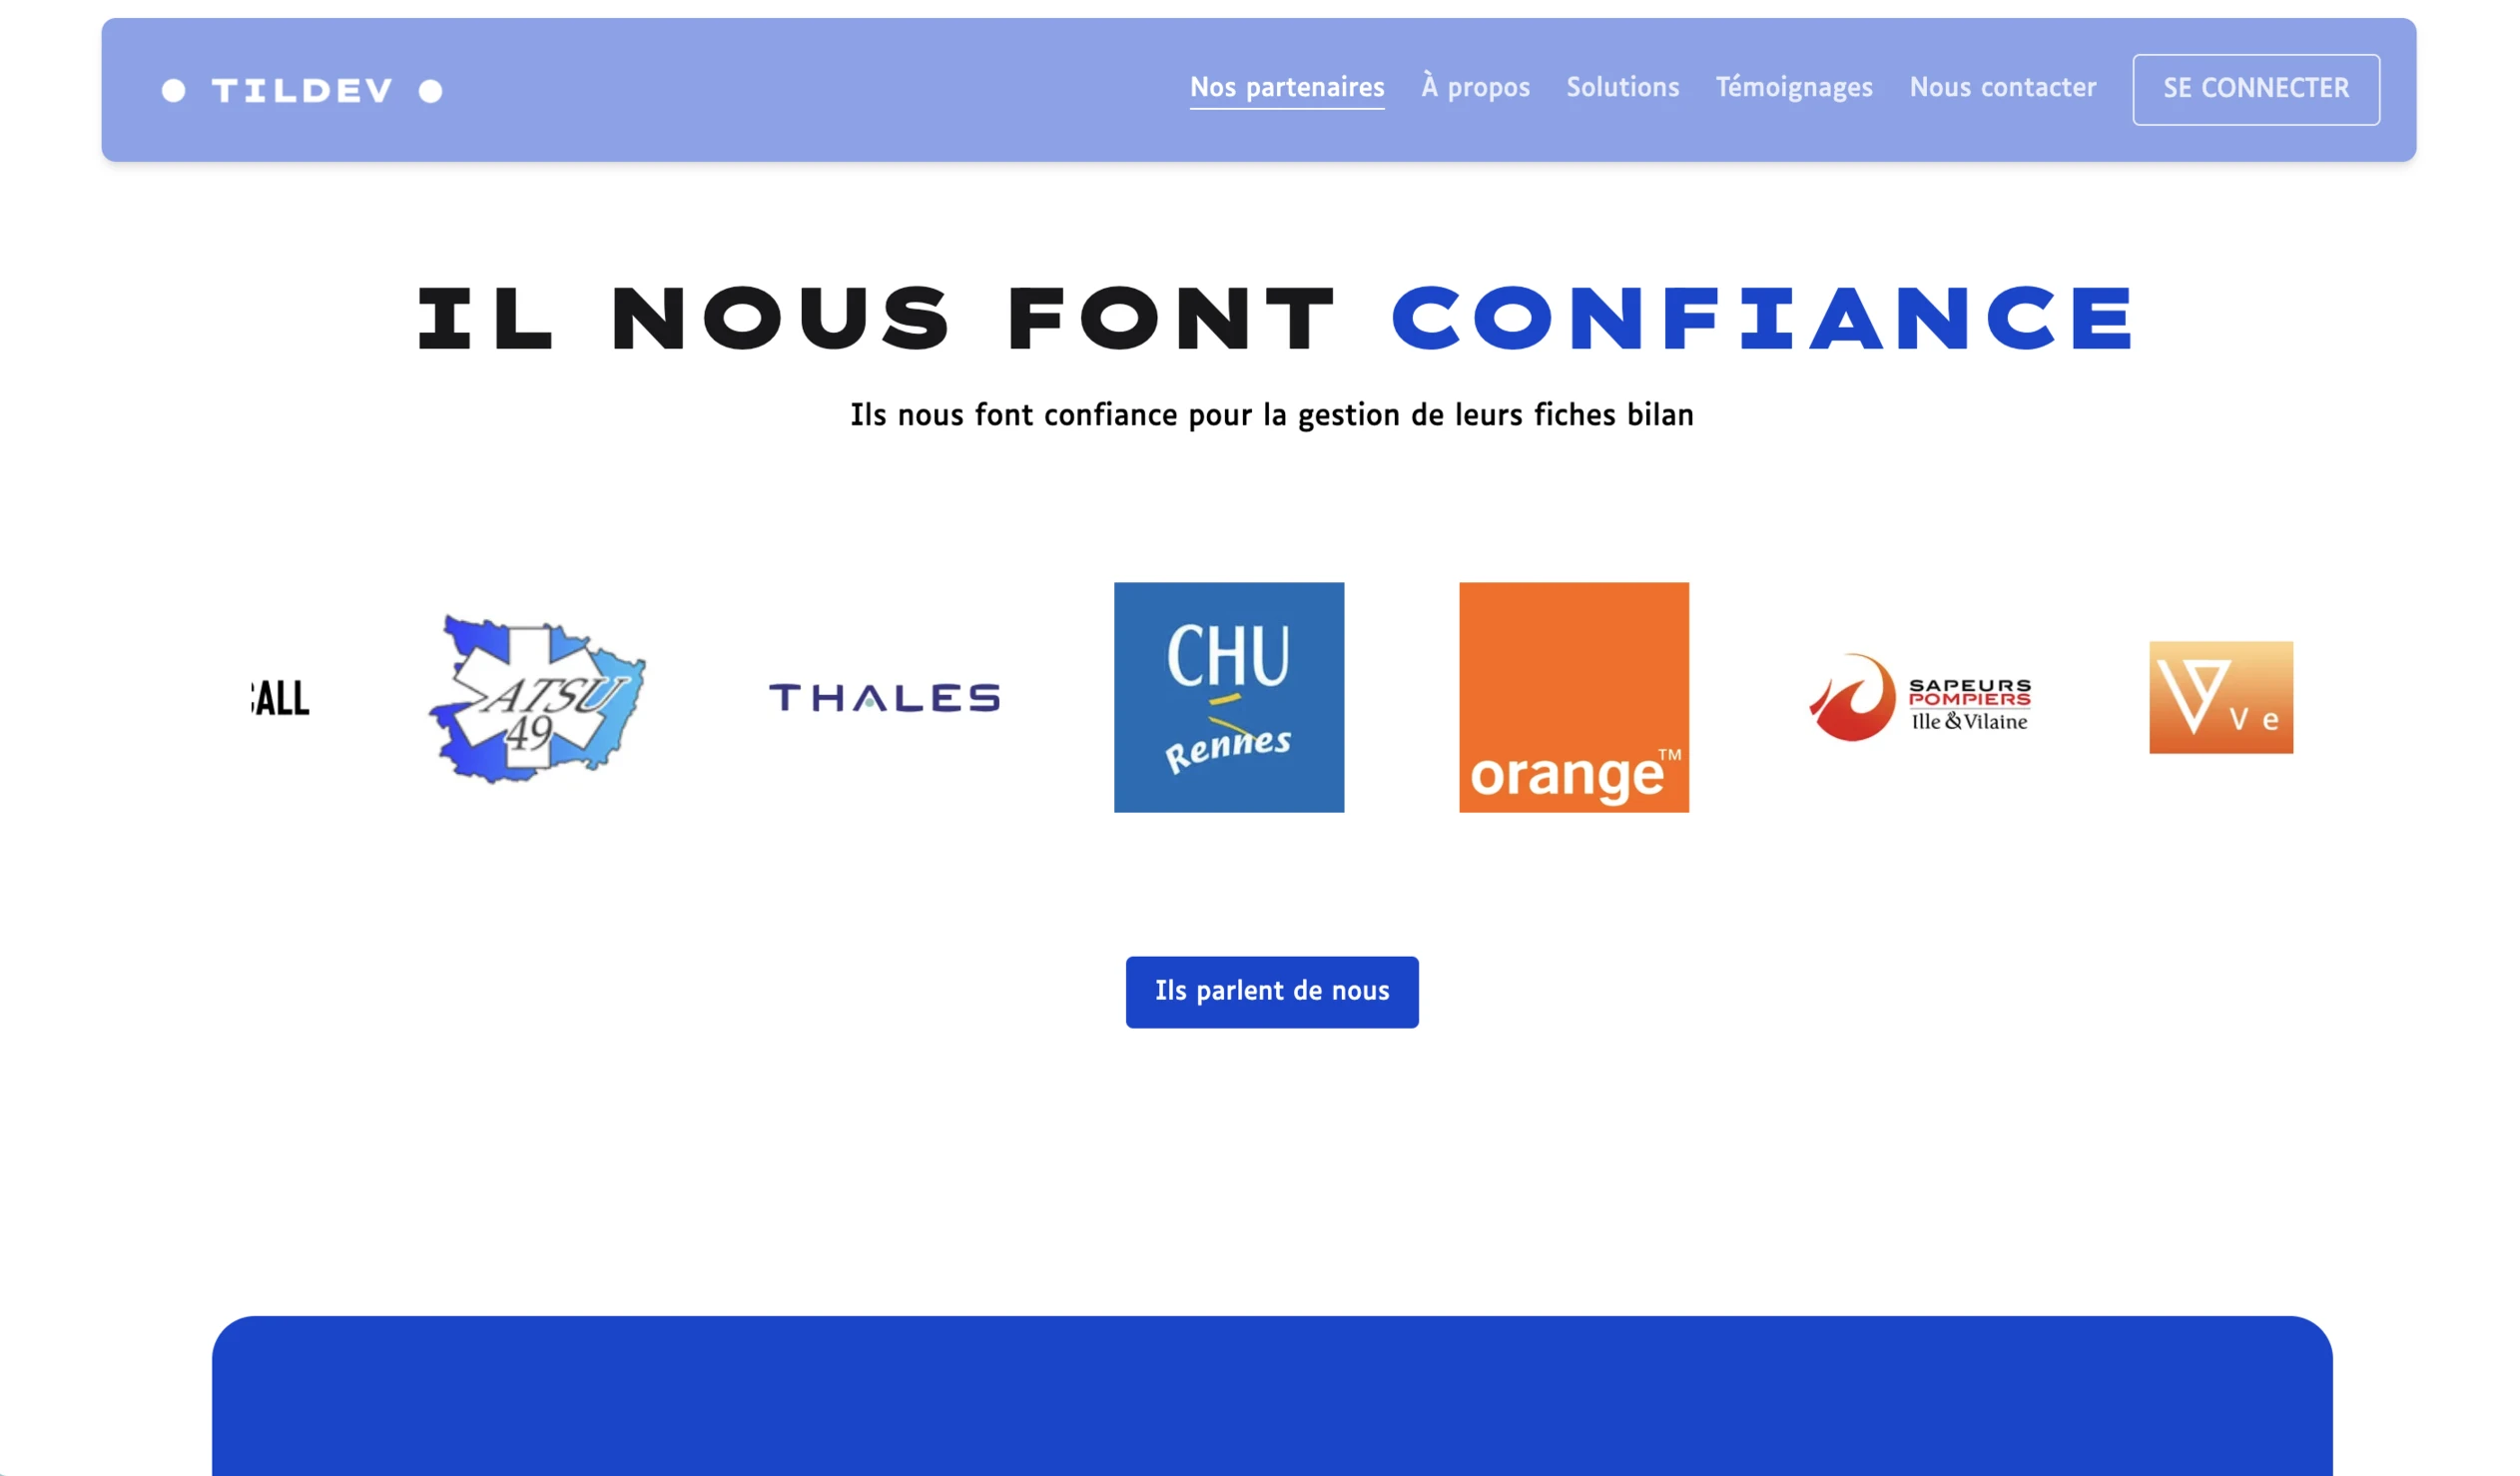 TILDEV
Nos partenaires À propos Solutions Témoignages Nous contacter SE CONNECTER
IL NOUS FONT CONFIANCE
Ils nous font confiance pour la gestion de leurs fiches bilan
CALL
ATSU
49
THALES
CHU
Rennes
orange™
SAPEURS
POMPIERS
Ille & Vilaine
V e
Ils parlent de nous